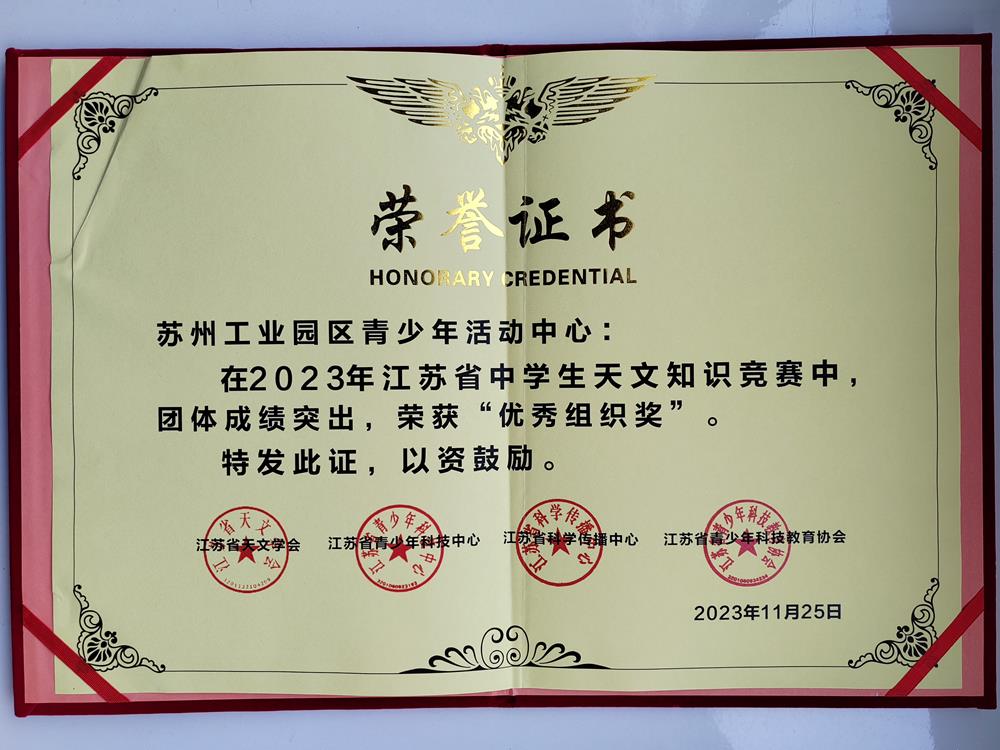 荣誉证书
HONORARY CREDENTIAL
苏州工业园区青少年活动中心：
在2023年江苏省中学生天文知识竞赛中，
团体成绩突出，荣获“优秀组织奖”。
特发此证，以资鼓励。
江苏省天文学会 江苏省青少年科技中心 江苏省科学传播中心 江苏省青少年科技教育协会
2023年11月25日